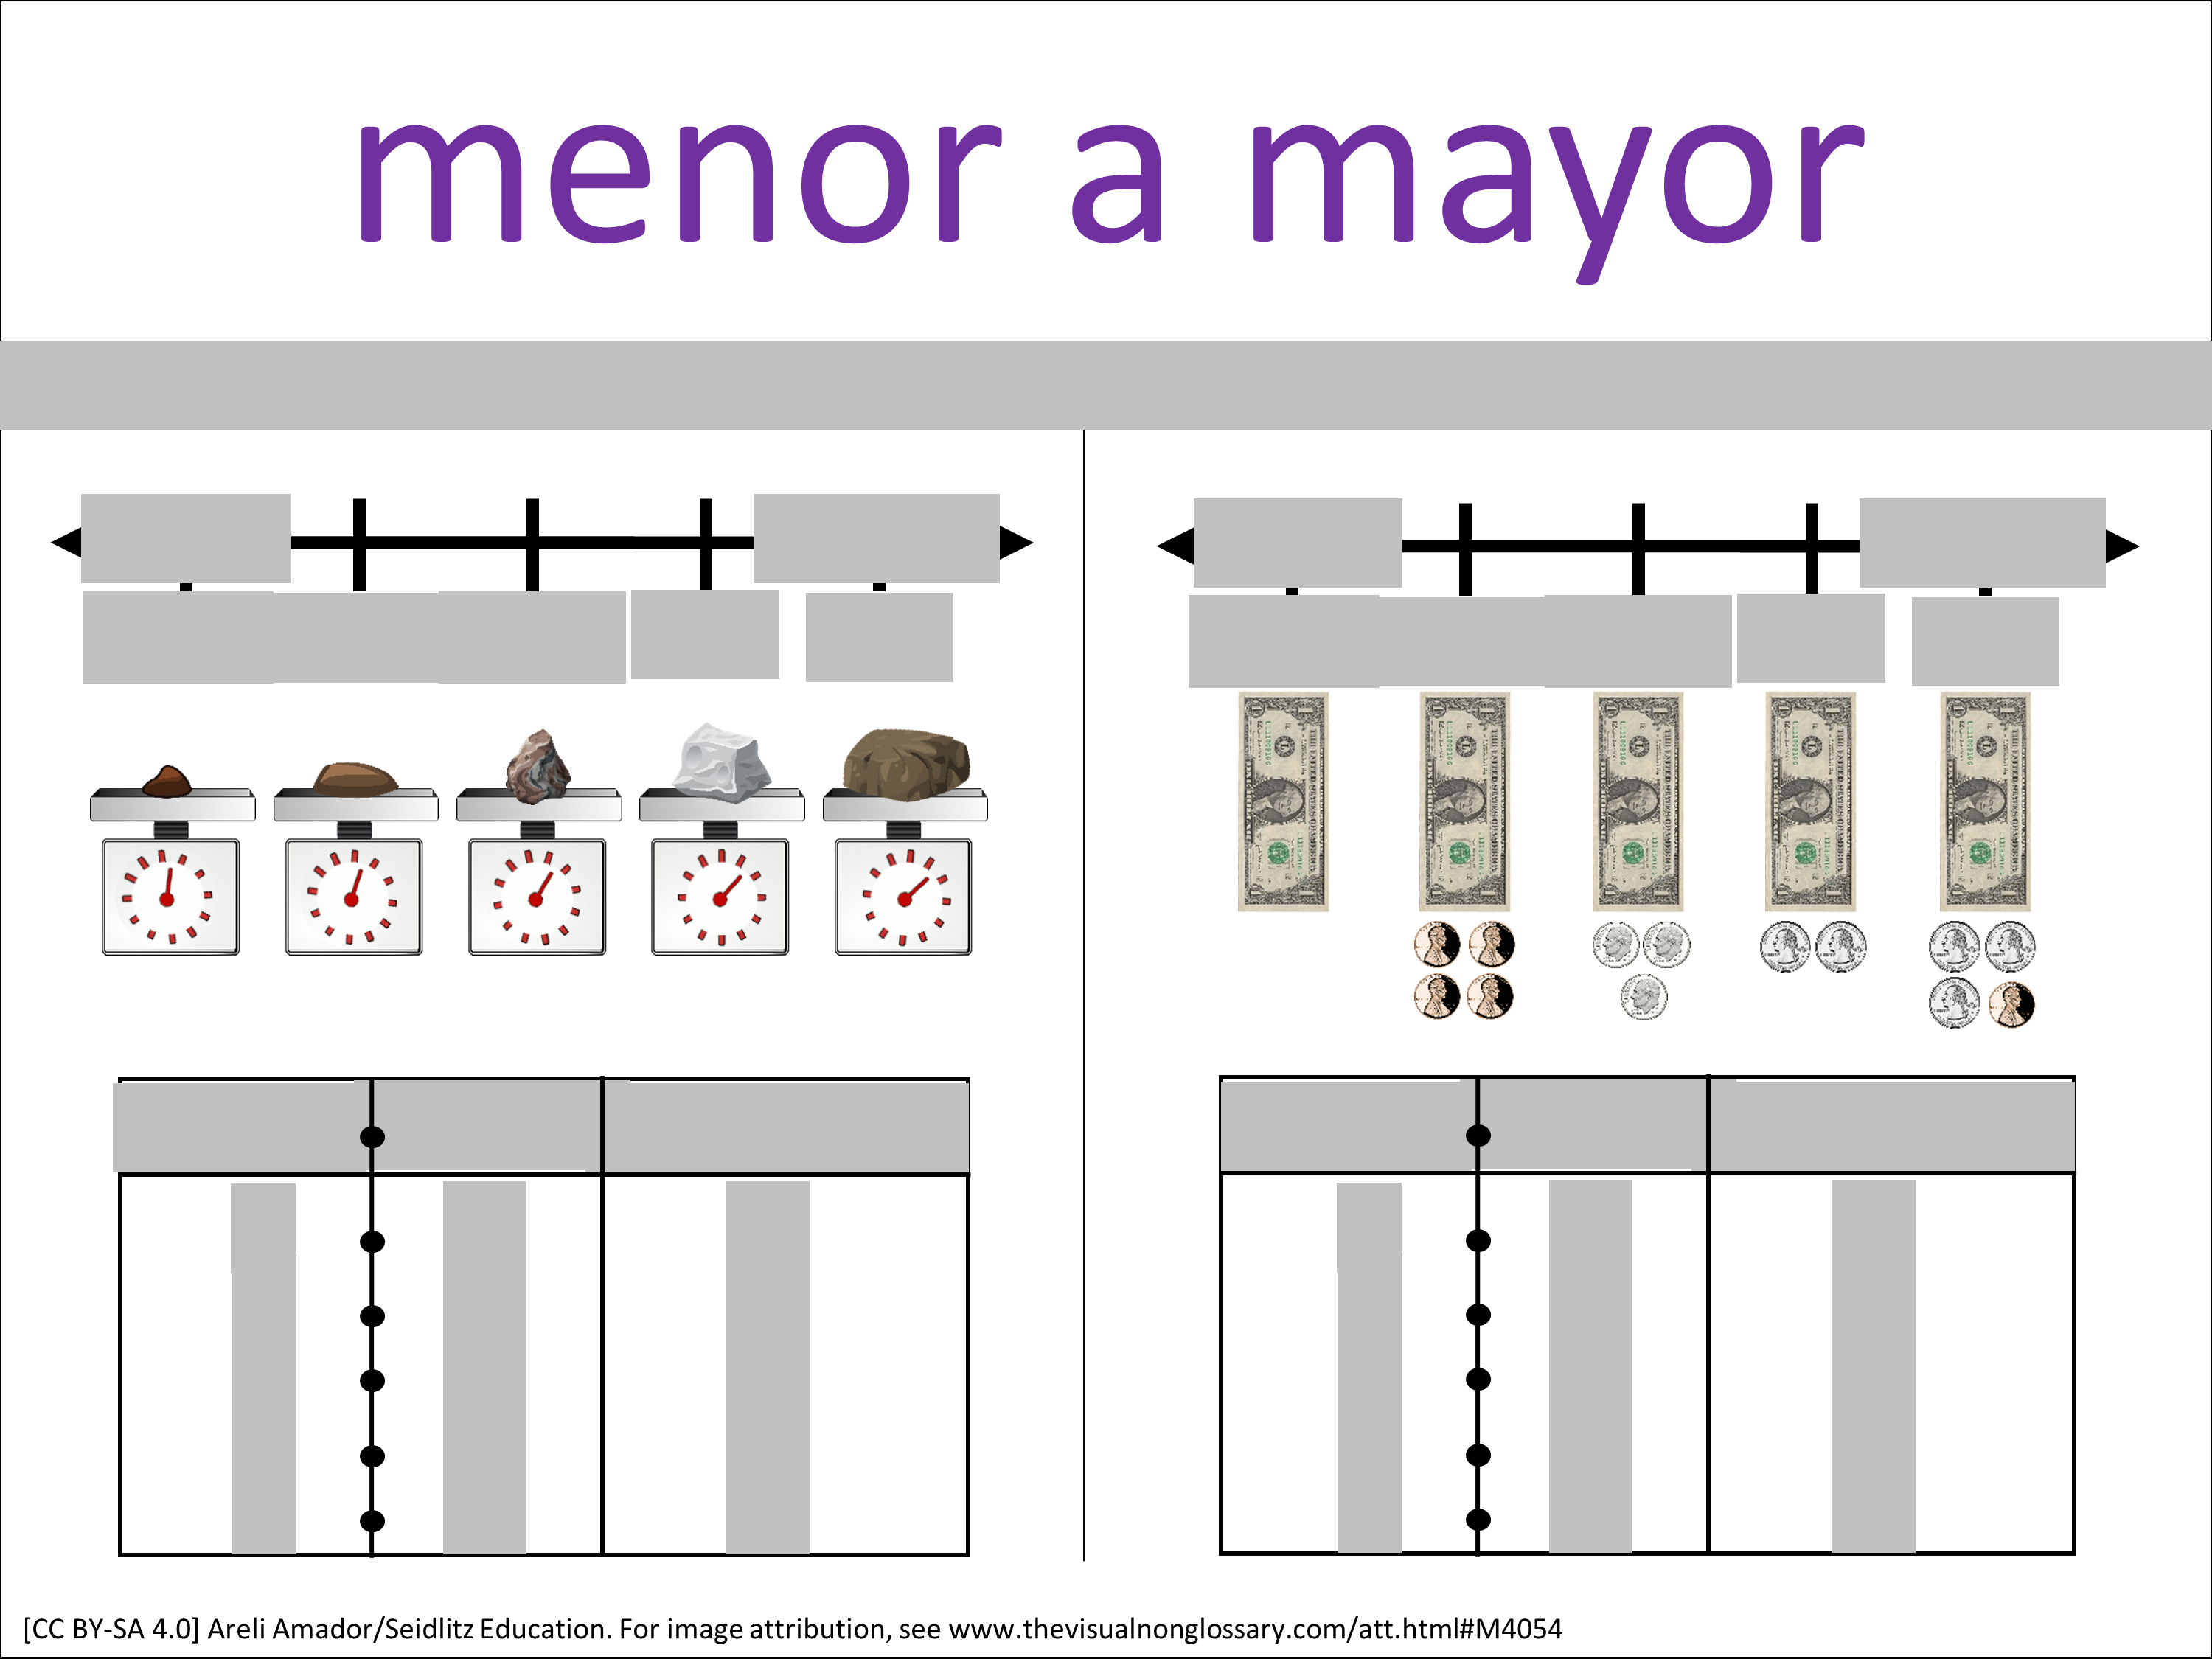 menor a mayor
[CC BY-SA 4.0] Areli Amador/Seidlitz Education. For image attribution, see www.thevisualnonglossary.com/att.html#M4054